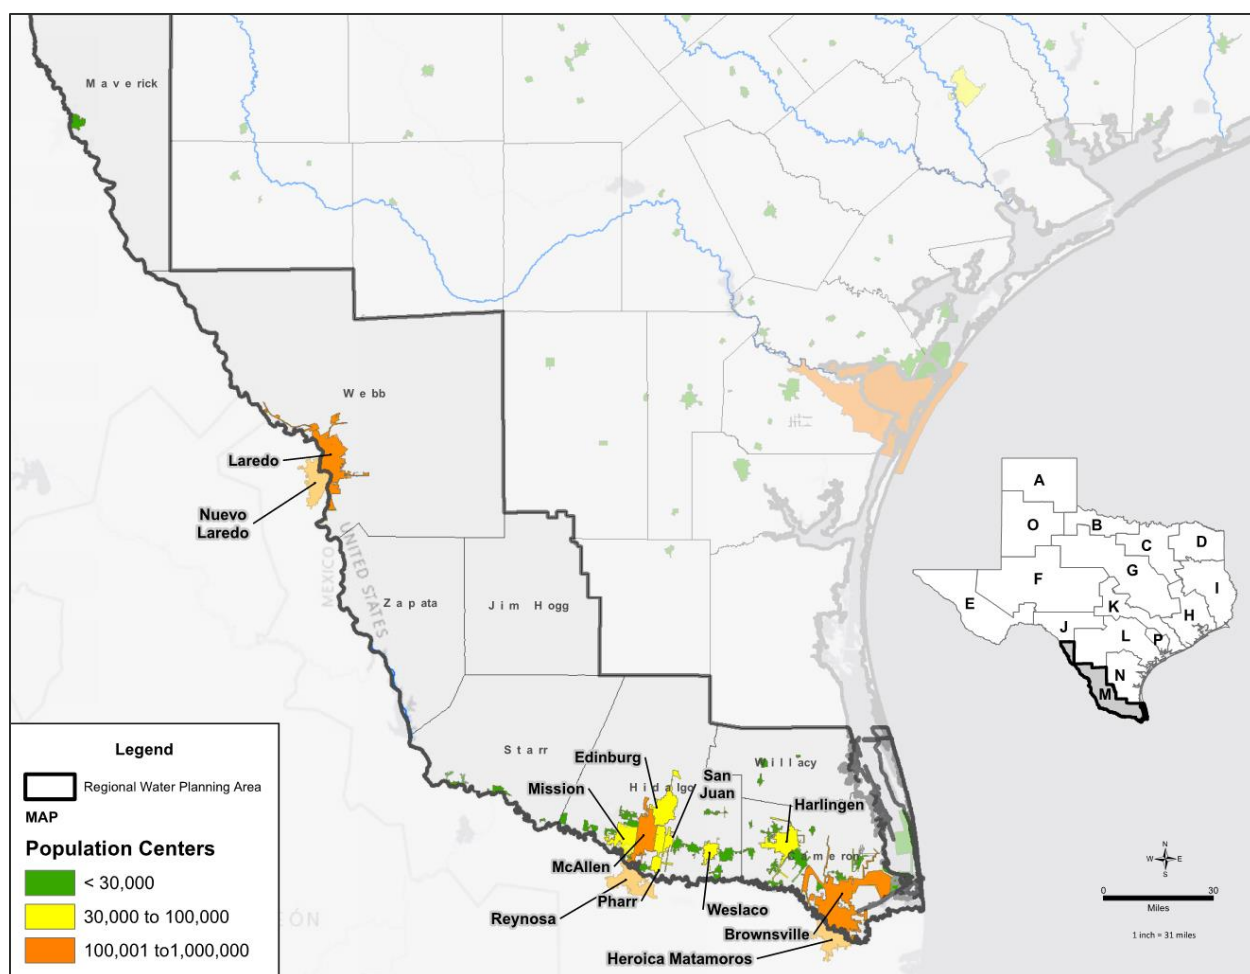 Maverick
Webb
Laredo
Nuevo
Laredo
MEXICO
UNITED STATES
Zapata
Jim Hogg
Starr
Edinburg
Hidalgo
San
Juan
Willacy
Mission
Harlingen
McAllen
Cameron
Reynosa
Pharr
Weslaco
Brownsville
Heroica Matamoros
EÓN
A
O
B
C
D
F
G
E
I
K
H
J
L
P
N
M
Legend
Regional Water Planning Area
MAP
Population Centers
< 30,000
30,000 to 100,000
100,001 to1,000,000
N
W
E
S
0
30
Miles
1 inch = 31 miles